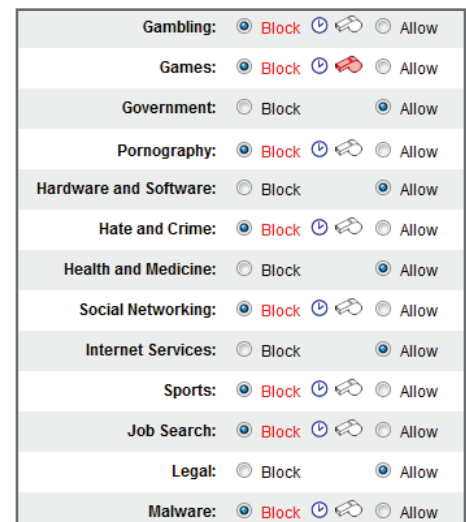 Gambling: Block Allow
Games: Block Allow
Government: Block Allow
Pornography: Block Allow
Hardware and Software: Block Allow
Hate and Crime: Block Allow
Health and Medicine: Block Allow
Social Networking: Block Allow
Internet Services: Block Allow
Sports: Block Allow
Job Search: Block Allow
Legal: Block Allow
Malware: Block Allow